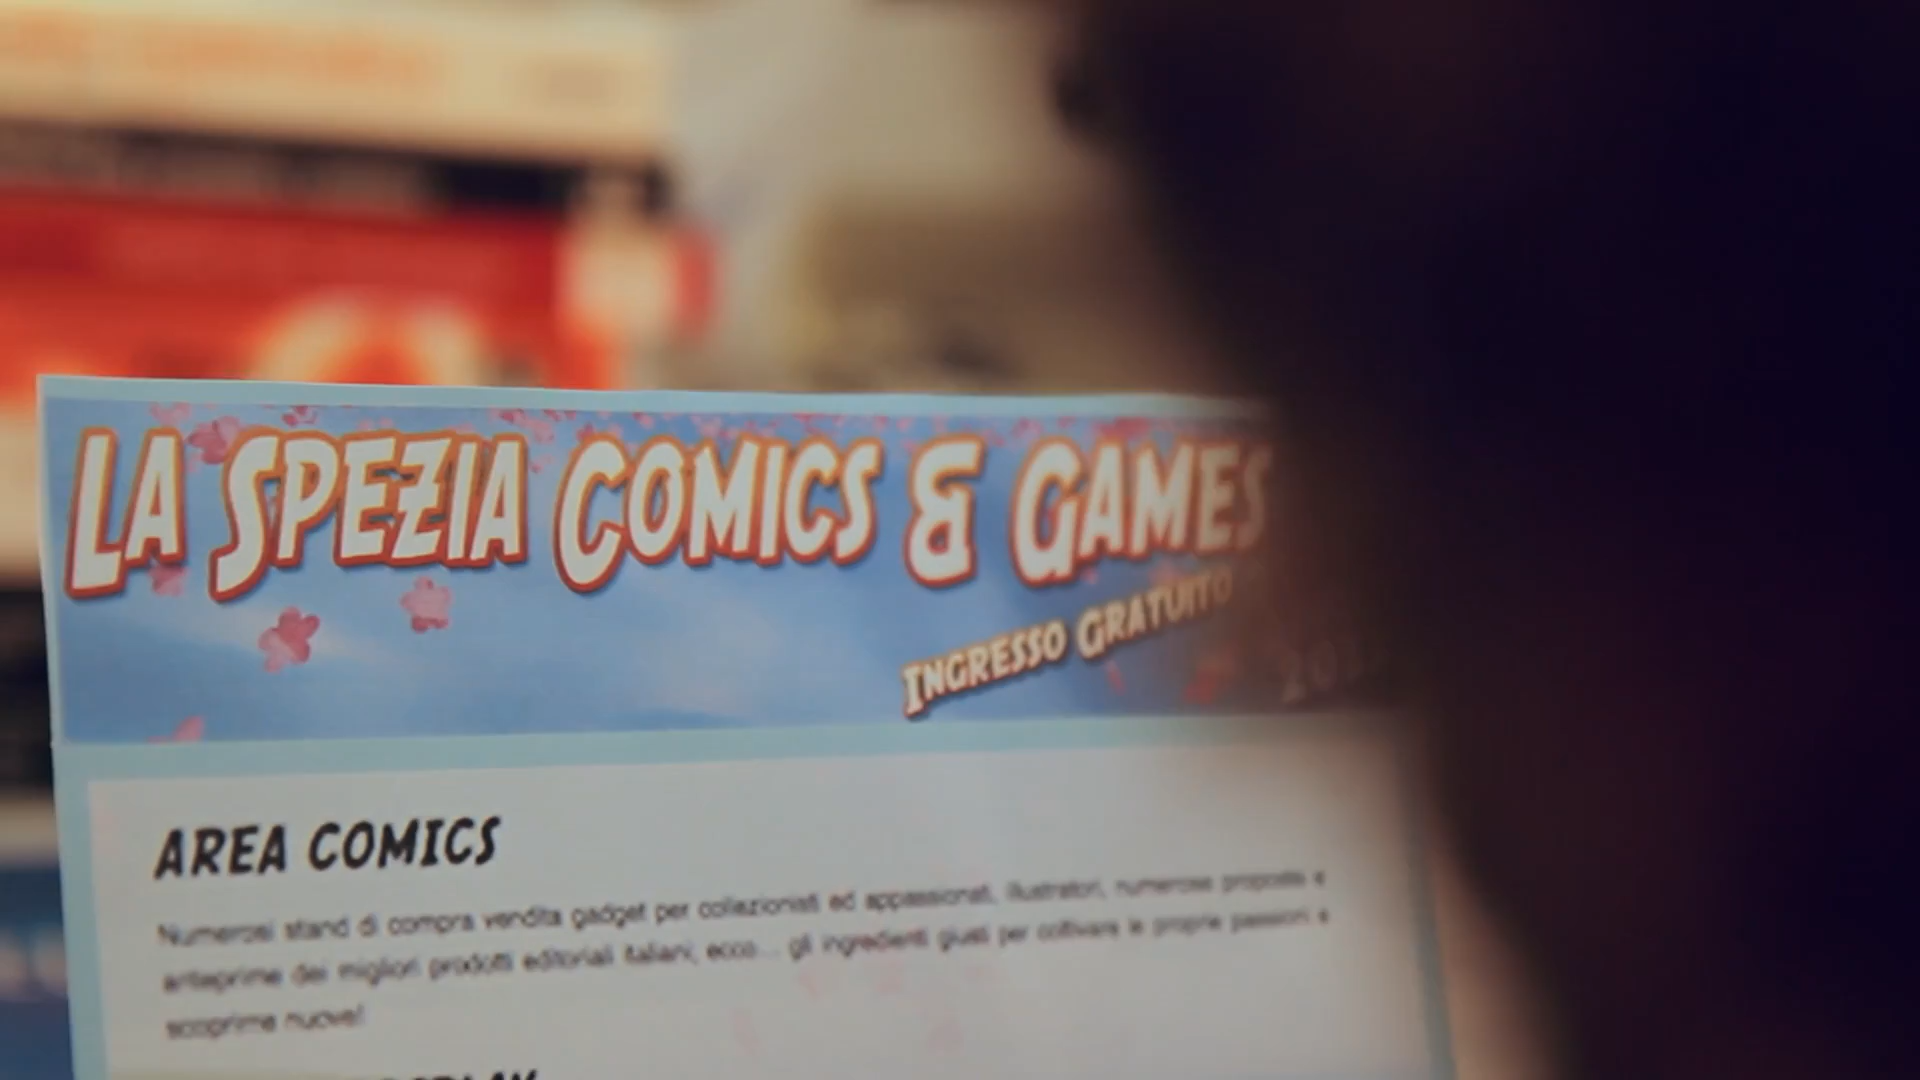 LA SPEZIA COMICS & GAMES
INGRESSO GRATUITO
AREA COMICS
Numerosi stand di compra vendita gadget per collezionisti ed appassionati, illustratori, numerose proposte e
anteprime dei migliori prodotti editoriali italiani, ecco... gli ingredienti giusti per coltivare le proprie passioni e
scoprirne nuove!